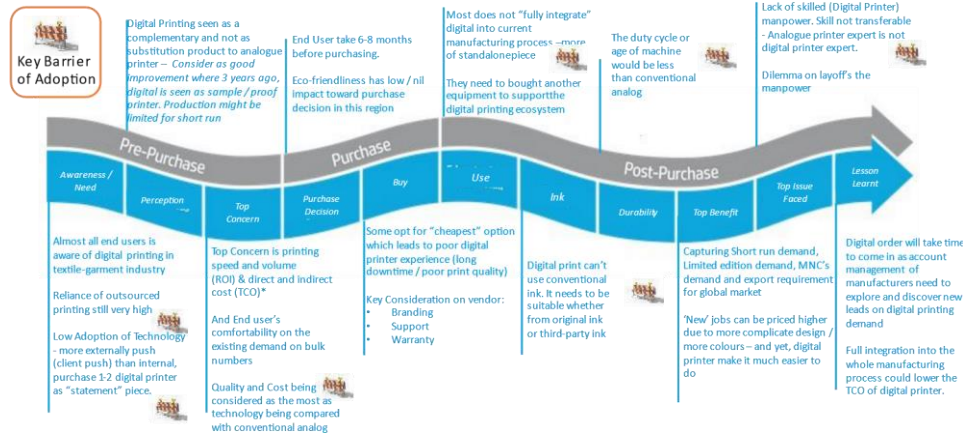 Key Barrier
of Adoption
Digital Printing seen as a
complementary and not as
substitution product to analogue
printer – Consider as good
improvement where 3 years ago,
digital is seen as sample / proof
printer. Production might be
limited for short run
End User take 6-8 months
before purchasing.
Eco-friendliness has low / nil
impact toward purchase
decision in this region
Most does not "fully integrate"
digital into current
manufacturing process –more
of standalonepiece
They need to bought another
equipment to supportthe
digital printing ecosystem
The duty cycle or
age of machine
would be less
than conventional
analog
Lack of skilled (Digital Printer)
manpower. Skill not transferable
- Analogue printer expert is not
digital printer expert.
Dilemma on layoff's the
manpower
Pre-Purchase
Purchase
Post-Purchase
Awareness /
Need
Perception
Top
Concern
Purchase
Decision
Buy
Use
Ink
Durability
Top Benefit
Top Issue
Faced
Lesson
Learnt
Almost all end users is
aware of digital printing in
textile-garment industry
Reliance of outsourced
printing still very high
Low Adoption of Technology
- more externally push
(client push) than internal,
purchase 1-2 digital printer
as "statement" piece.
Top Concern is printing
speed and volume
(ROI) & direct and indirect
cost (TCO)*
And End user's
comfortability on the
existing demand on bulk
numbers
Quality and Cost being
considered as the most as
technology being compared
with conventional analog
Some opt for "cheapest" option
which leads to poor digital
printer experience (long
downtime / poor print quality)
Key Consideration on vendor:
• Branding
• Support
• Warranty
Digital print can't
use conventional
ink. It needs to be
suitable whether
from original ink
or third-party ink
Capturing Short run demand,
Limited edition demand, MNC's
demand and export requirement
for global market
'New' jobs can be priced higher
due to more complicate design /
more colours – and yet, digital
printer make it much easier to
do
Digital order will take time
to come in as account
management of
manufacturers need to
explore and discover new
leads on digital printing
demand
Full integration into the
whole manufacturing
process could lower the
TCO of digital printer.